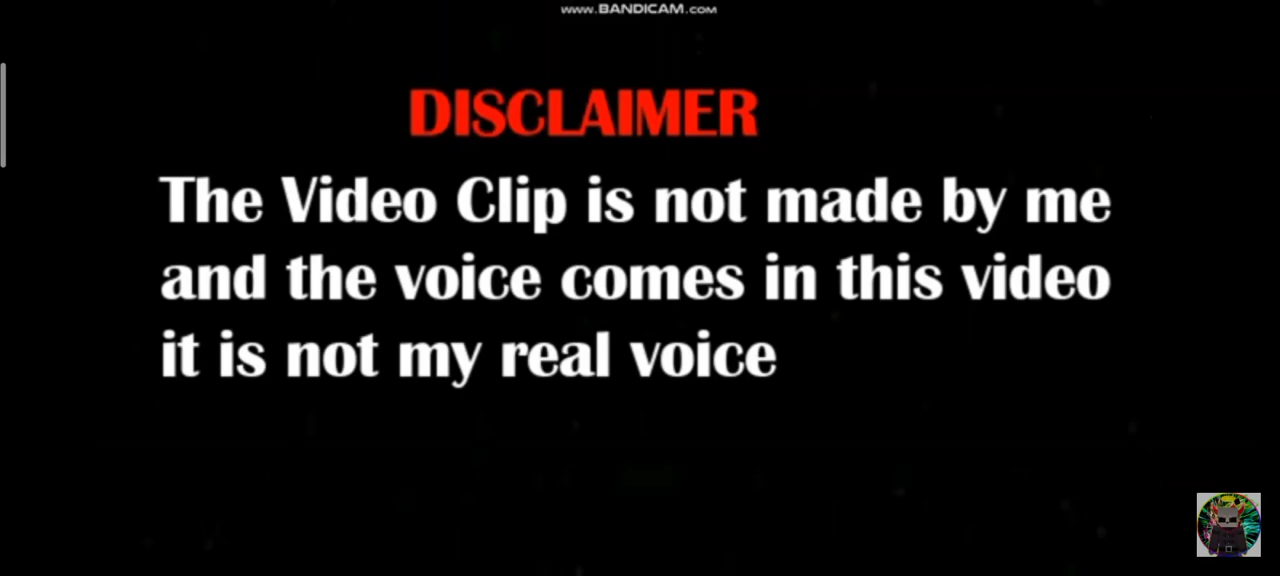 www.BANDICAM.com
DISCLAIMER
The Video Clip is not made by me
and the voice comes in this video
it is not my real voice